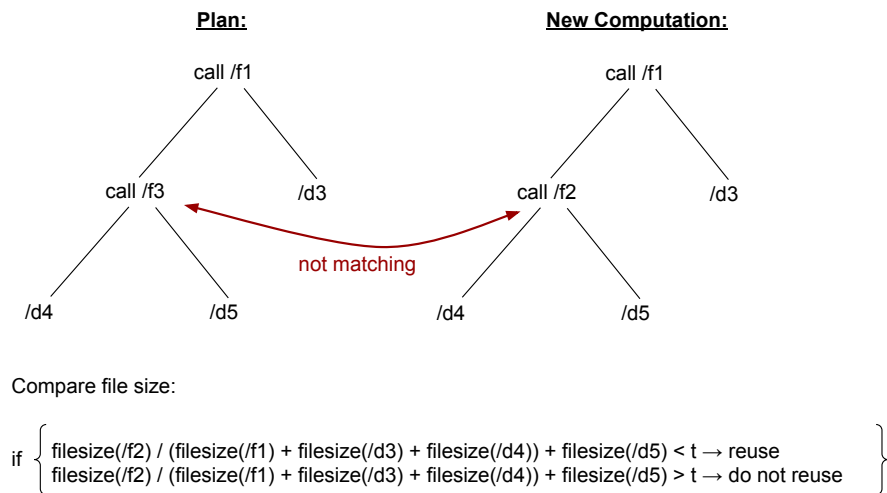 Plan: New Computation:
call /f1 call /f1
call /f3 /d3 call /f2 /d3
not matching
/d4 /d5 /d4 /d5
Compare file size:
if { filesize(/f2) / (filesize(/f1) + filesize(/d3) + filesize(/d4)) + filesize(/d5) < t → reuse
filesize(/f2) / (filesize(/f1) + filesize(/d3) + filesize(/d4)) + filesize(/d5) > t → do not reuse }